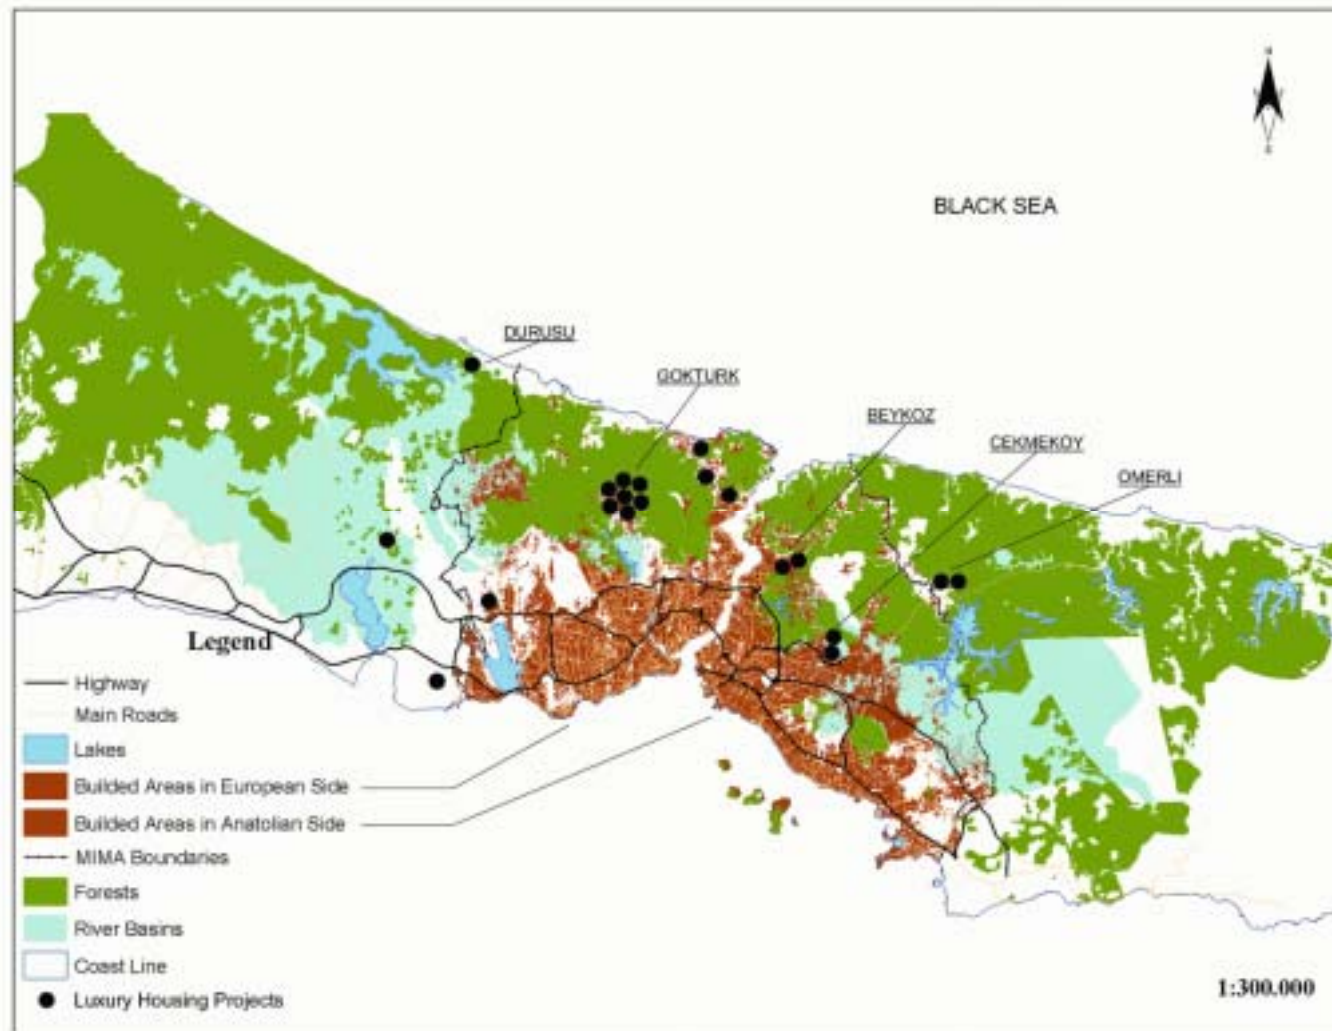 BLACK SEA
DURUSU
GOKTURK
BEYKOZ
CEKMEKOY
OMERLI
Legend
Highway
Main Roads
Lakes
Builded Areas in European Side
Builded Areas in Anatolian Side
MIMA Boundaries
Forests
River Basins
Coast Line
Luxury Housing Projects
1:300.000